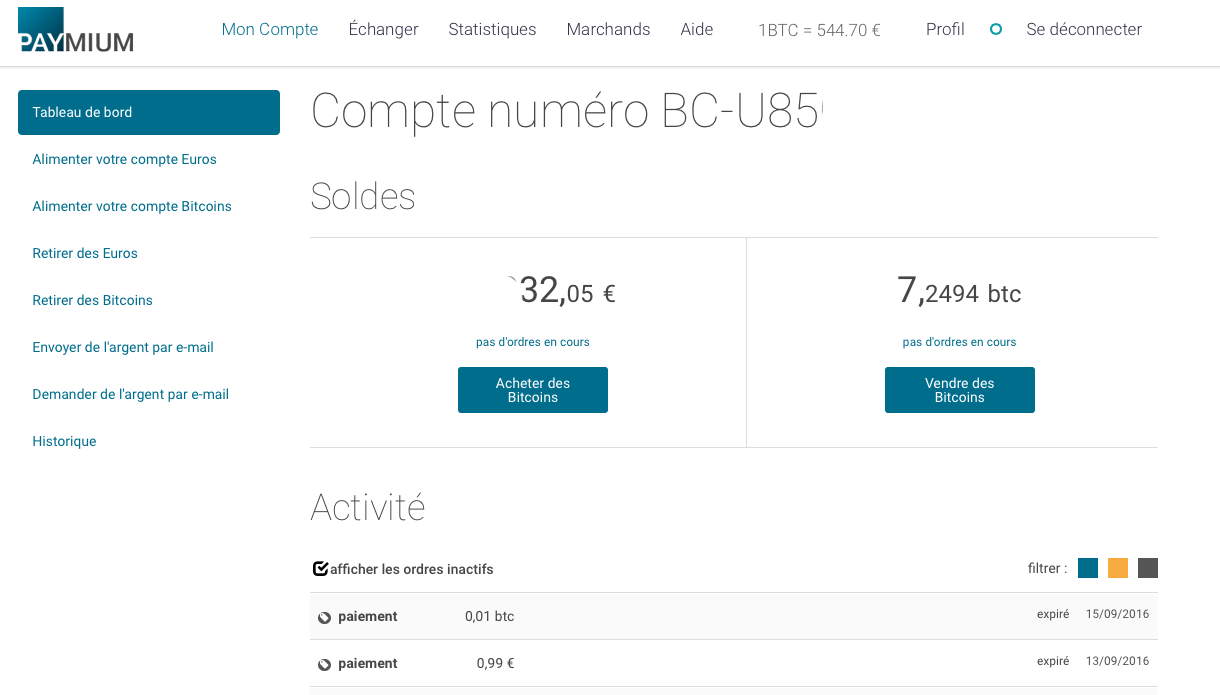 PAYMIUM
Mon Compte Échanger Statistiques Marchands Aide 1BTC = 544.70 € Profil Se déconnecter
Tableau de bord
Alimenter votre compte Euros
Alimenter votre compte Bitcoins
Retirer des Euros
Retirer des Bitcoins
Envoyer de l'argent par e-mail
Demander de l'argent par e-mail
Historique
Compte numéro BC-U85
Soldes
32,05 €
pas d'ordres en cours
Acheter des
Bitcoins
7,2494 btc
pas d'ordres en cours
Vendre des
Bitcoins
Activité
afficher les ordres inactifs filtrer :
paiement 0,01 btc expiré 15/09/2016
paiement 0,99 € expiré 13/09/2016